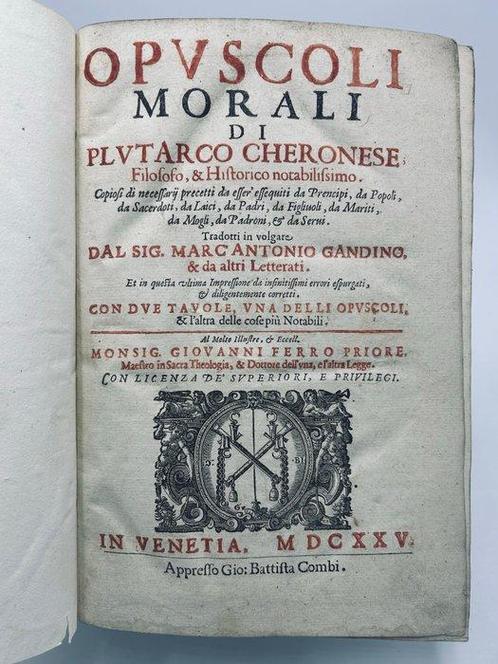 OPVSCOLI
MORALI
DI
PLVTARCO CHERONESE,
Filosofo, & Historico notabilissimo.
Copiosi di necessarij precetti da esser' essequiti da Prencipi, da Popoli,
da Sacerdoti, da Laici, da Padri, da Figliuoli, da Mariti,
da Mogli, da Padroni, & da Serui.
Tradotti in volgare
DAL SIG. MARC'ANTONIO GANDINO,
& da altri Letterati.
Et in questa vltima Impressione da infinitissimi errori espurgati,
& diligentemente corretti.
CON DVE TAVOLE, VNA DELLI OPVSCOLI,
& l'altra delle cose più Notabili.
Al Molto Illustre, & Eccell.
MONSIG. GIOVANNI FERRO PRIORE.
Maestro in Sacra Theologia, & Dottore dell'vna, e l'altra Legge.
CON LICENZA DE' SVPERIORI, E PRIVILEGI.
IN VENETIA, MDCXXV.
Appresso Gio: Battista Combi.